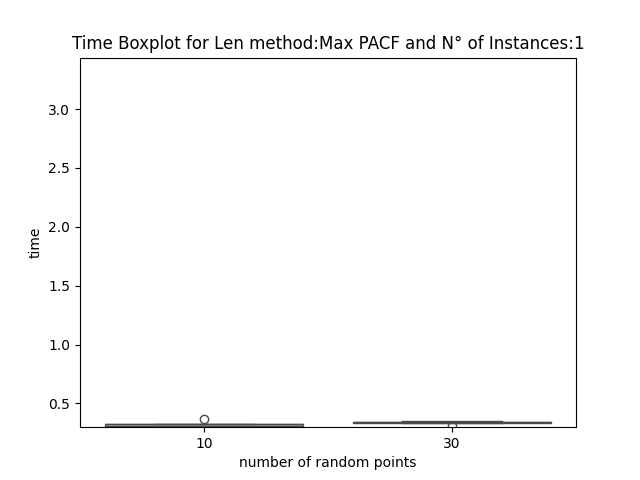 Time Boxplot for Len method:Max PACF and N° of Instances:1
3.0
2.5
2.0
1.5
1.0
0.5
time
10
30
number of random points